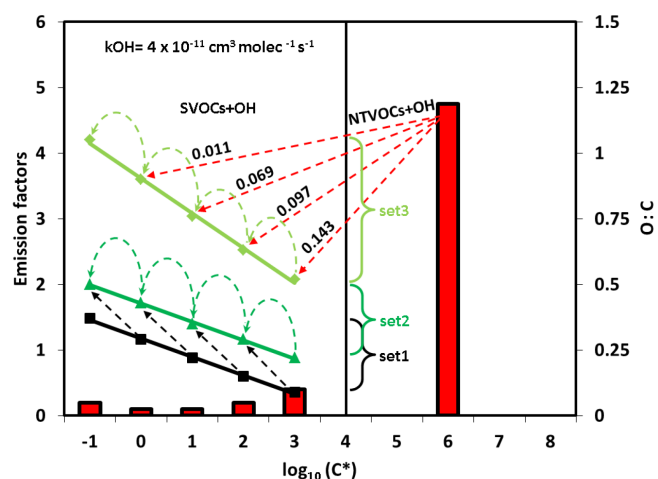 6
5
4
3
2
1
0
Emission factors
kOH= 4 x 10⁻¹¹ cm³ molec ⁻¹ s⁻¹
SVOCs+OH
NTVOCs+OH
0.011
0.069
0.097
0.143
set3
set2
set1
1.5
1.25
1
0.75
0.5
0.25
0
O : C
-1 0 1 2 3 4 5 6 7 8
log₁₀ (C*)